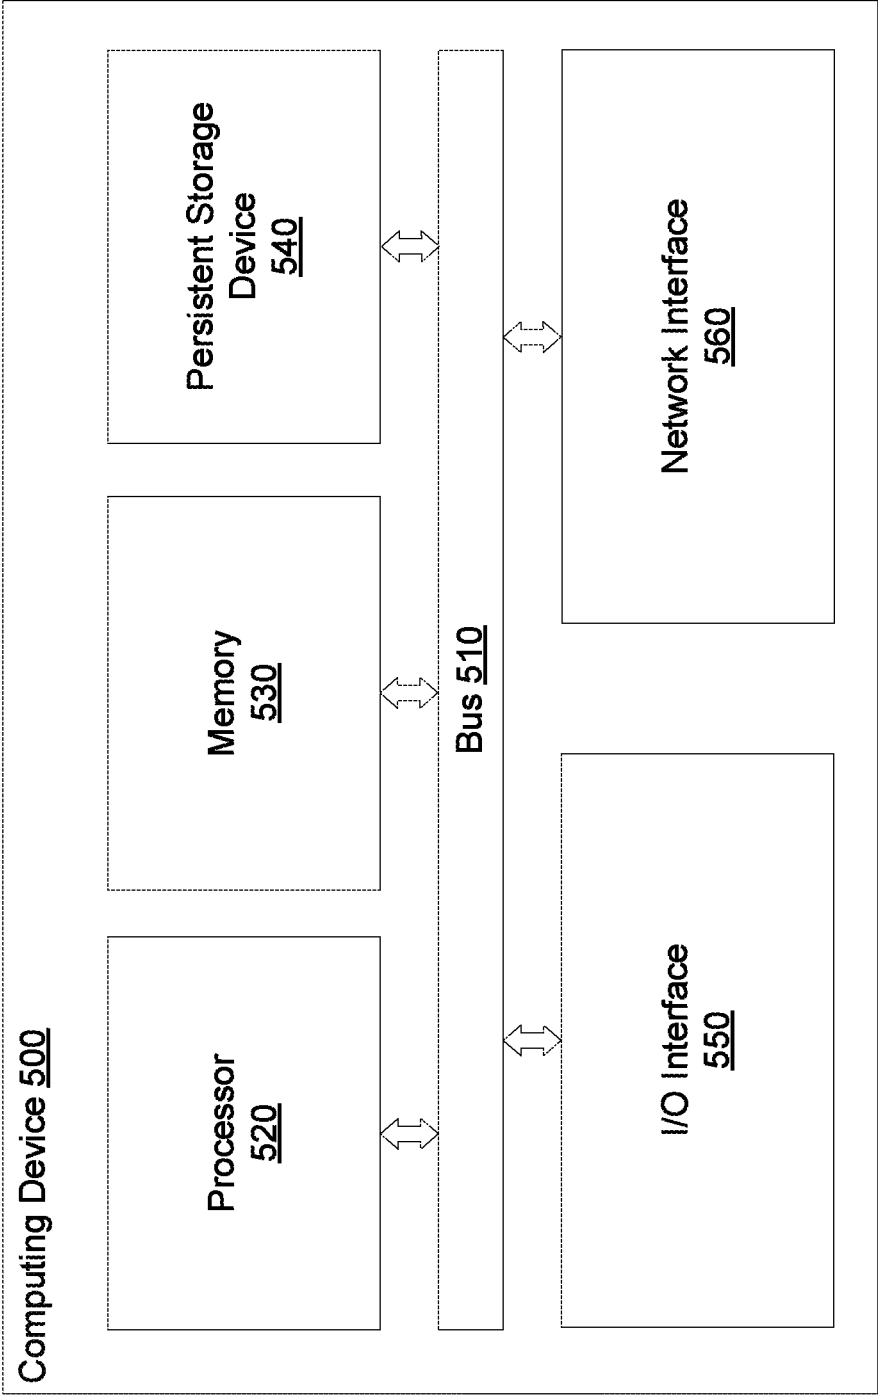 Computing Device 500
Processor
520
Memory
530
Persistent Storage
Device
540
Bus 510
I/O Interface
550
Network Interface
560